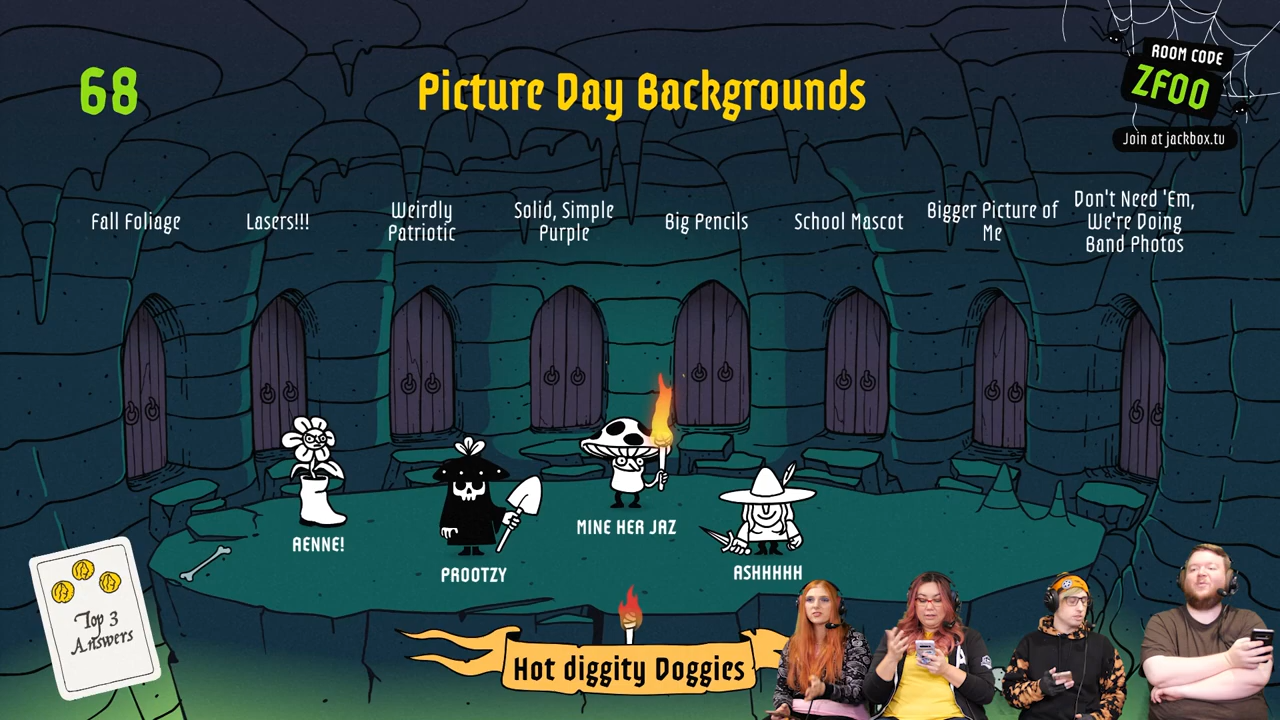 68
Picture Day Backgrounds
ROOM CODE
ZFOO
Join at jackbox.tv
Fall Foliage
Lasers!!!
Weirdly
Patriotic
Solid, Simple
Purple
Big Pencils
School Mascot
Bigger Picture of
Me
Don't Need 'Em,
We're Doing
Band Photos
AENNE!
PROOTZY
MINE HER JAZ
ASHHHHH
Top 3
Answers
Hot diggity Doggies